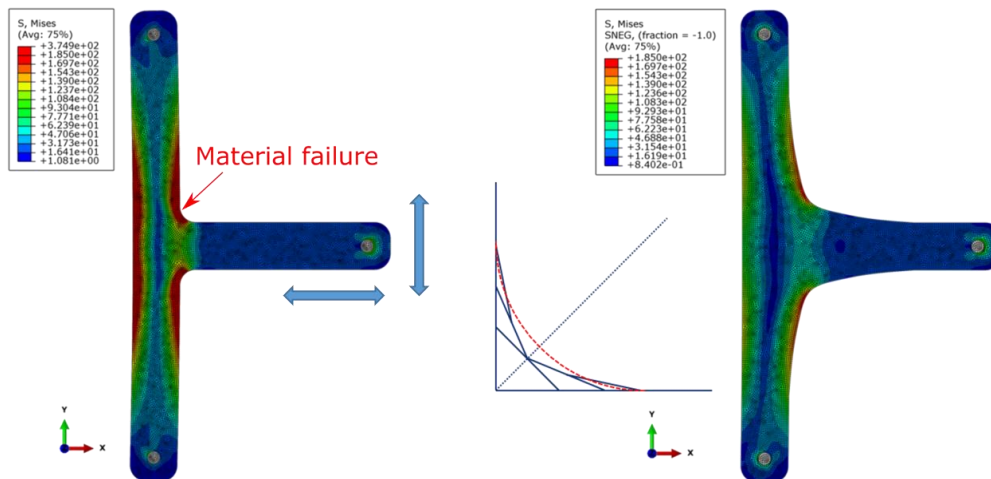 S, Mises
(Avg: 75%)
+3.749e+02
+1.850e+02
+1.697e+02
+1.543e+02
+1.390e+02
+1.237e+02
+1.084e+02
+9.304e+01
+7.771e+01
+6.239e+01
+4.706e+01
+3.173e+01
+1.641e+01
+1.081e+00
Material failure
Y
X
S, Mises
SNEG, (fraction = -1.0)
(Avg: 75%)
+1.850e+02
+1.697e+02
+1.543e+02
+1.390e+02
+1.236e+02
+1.083e+02
+9.293e+01
+7.758e+01
+6.223e+01
+4.688e+01
+3.154e+01
+1.619e+01
+8.402e-01
Y
X